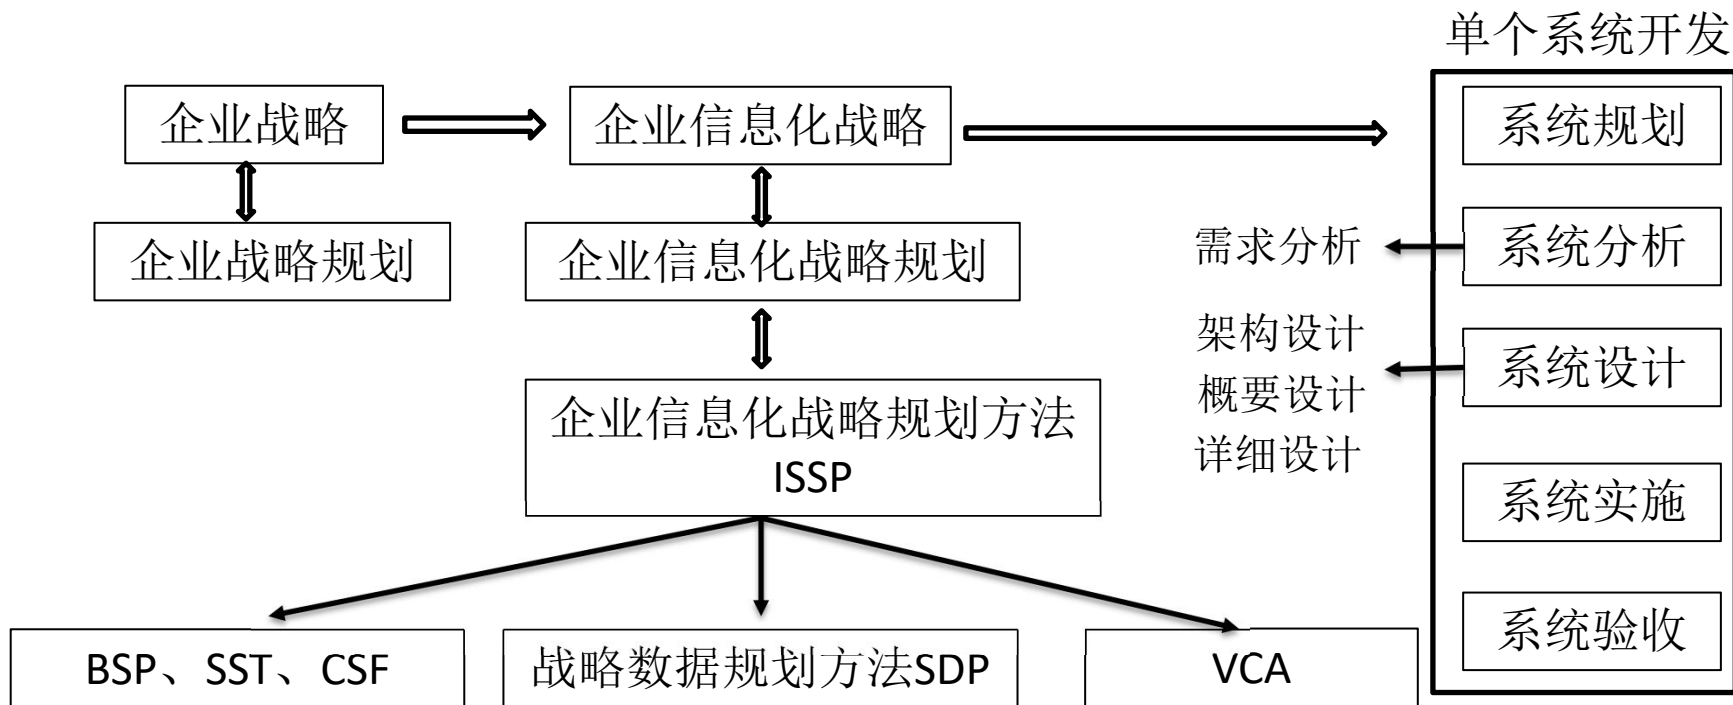 单个系统开发
企业战略
企业信息化战略
系统规划
企业战略规划
企业信息化战略规划
需求分析
系统分析
架构设计
概要设计
详细设计
系统设计
企业信息化战略规划方法
ISSP
系统实施
BSP、SST、CSF
战略数据规划方法SDP
VCA
系统验收